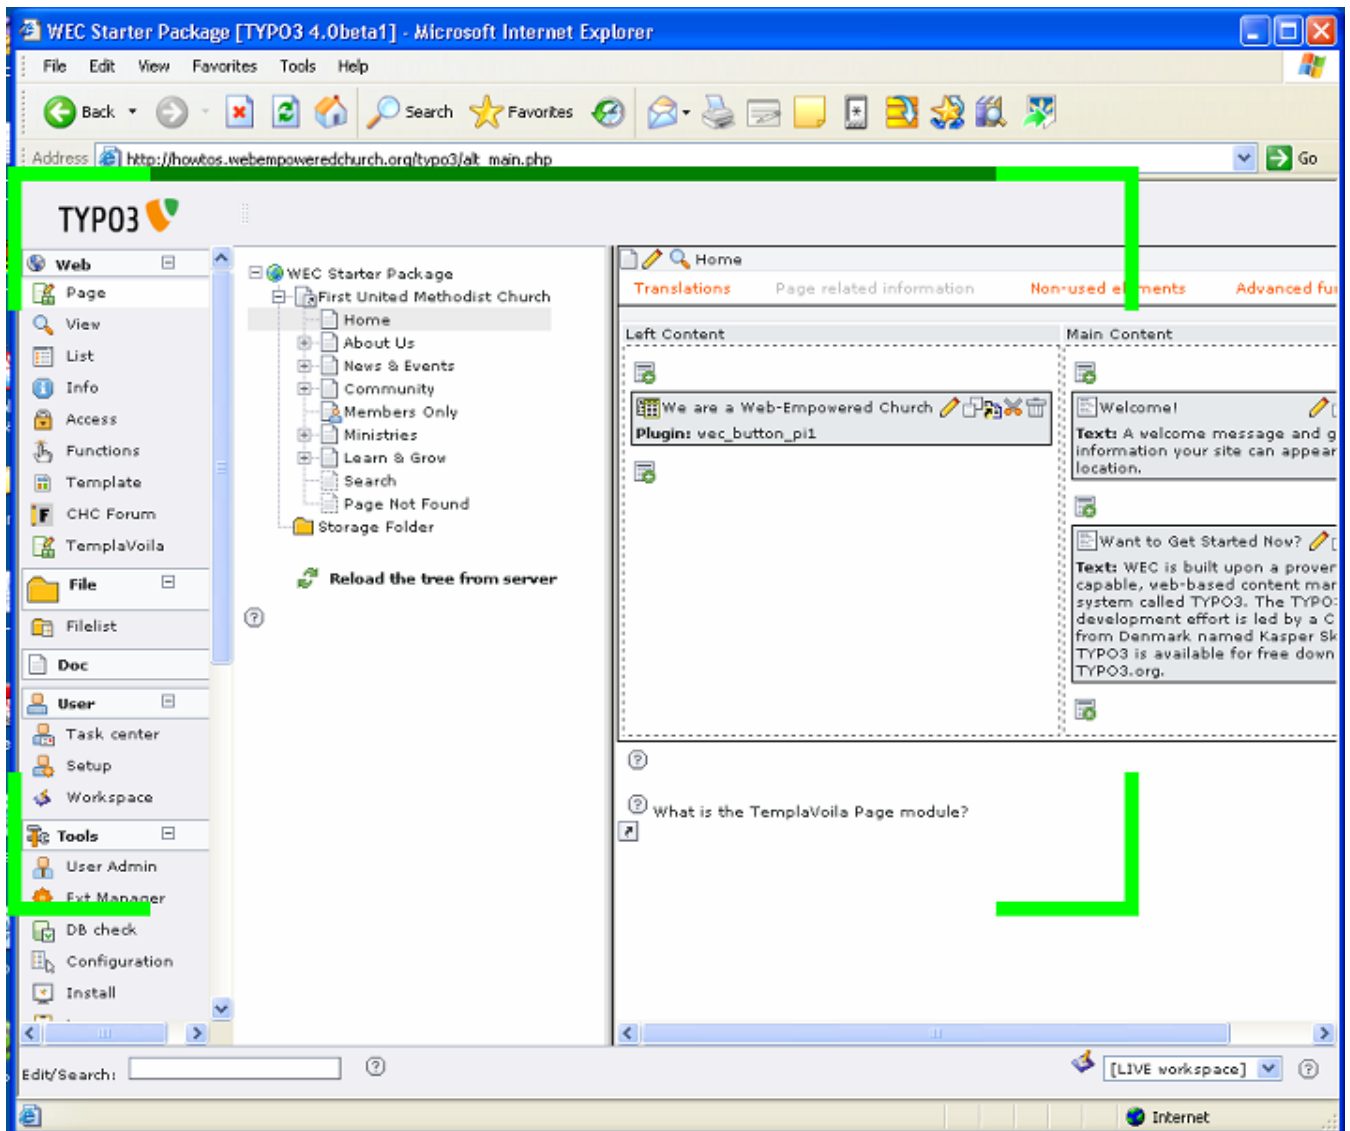 WEC Starter Package [TYPO3 4.0beta1] - Microsoft Internet Explorer
File Edit View Favorites Tools Help
Back Search Favorites
Address http://howtos.webempoweredchurch.org/typo3/alt_main.php Go
TYPO3
Web
Page
View
List
Info
Access
Functions
Template
CHC Forum
TemplaVoila
File
Filelist
Doc
User
Task center
Setup
Workspace
Tools
User Admin
Ext Manager
DB check
Configuration
Install
WEC Starter Package
First United Methodist Church
Home
About Us
News & Events
Community
Members Only
Ministries
Learn & Grow
Search
Page Not Found
Storage Folder
Reload the tree from server
Home
Translations Page related information Non-used elements Advanced fu
Left Content
We are a Web-Empowered Church
Plugin: wec_button_pi1
Main Content
Welcome!
Text: A welcome message and g
information your site can appear
location.
Want to Get Started Now?
Text: WEC is built upon a prover
capable, web-based content mar
system called TYPO3. The TYPO
development effort is led by a C
from Denmark named Kasper Sk
TYPO3 is available for free down
TYPO3.org.
What is the TemplaVoila Page module?
Edit/Search:
[LIVE workspace]
Internet